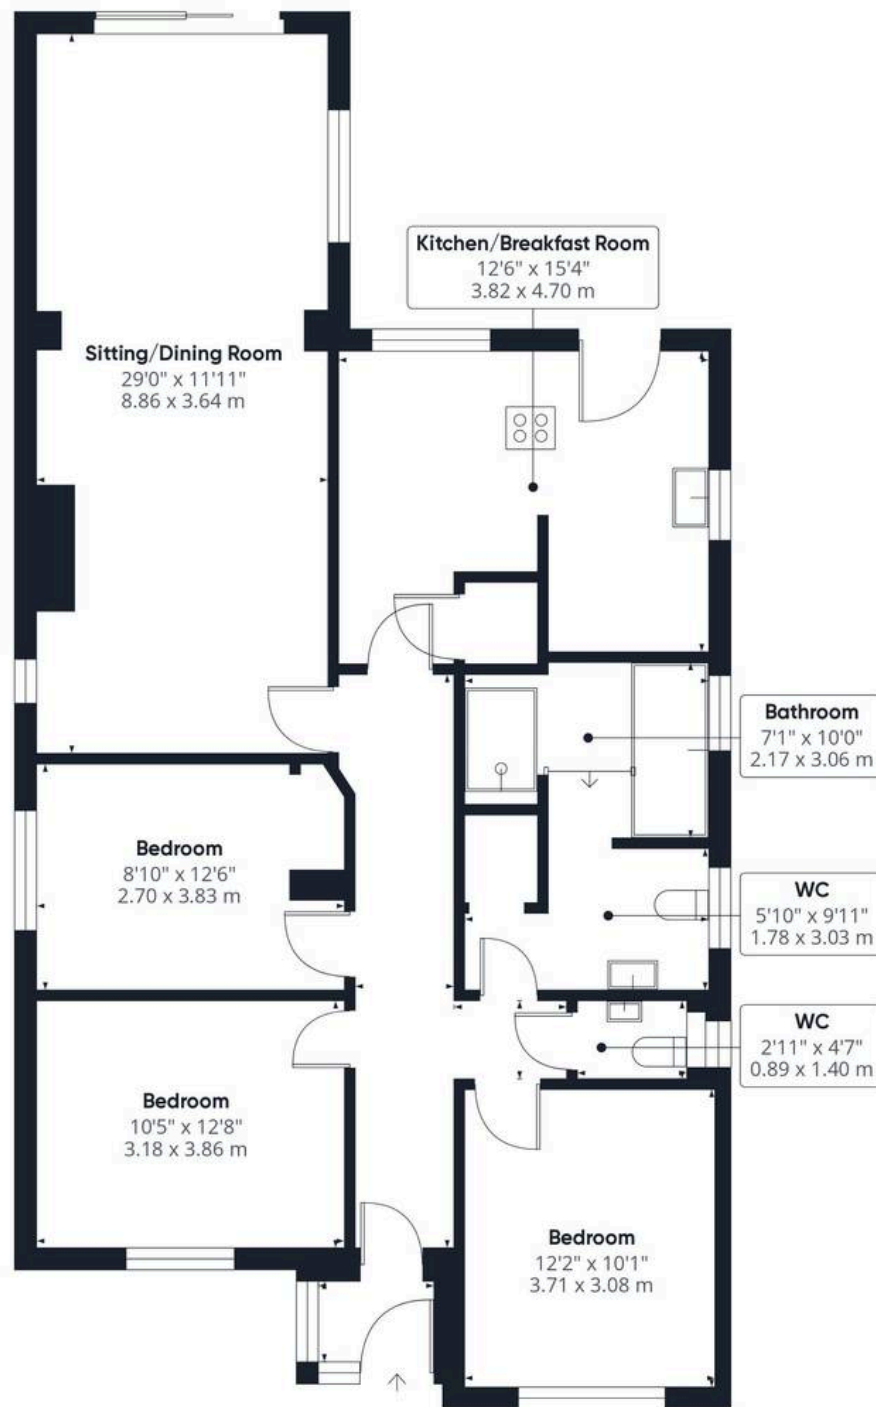 Kitchen/Breakfast Room
12'6" x 15'4"
3.82 x 4.70 m
Sitting/Dining Room
29'0" x 11'11"
8.86 x 3.64 m
Bathroom
7'1" x 10'0"
2.17 x 3.06 m
Bedroom
8'10" x 12'6"
2.70 x 3.83 m
WC
5'10" x 9'11"
1.78 x 3.03 m
WC
2'11" x 4'7"
0.89 x 1.40 m
Bedroom
10'5" x 12'8"
3.18 x 3.86 m
Bedroom
12'2" x 10'1"
3.71 x 3.08 m